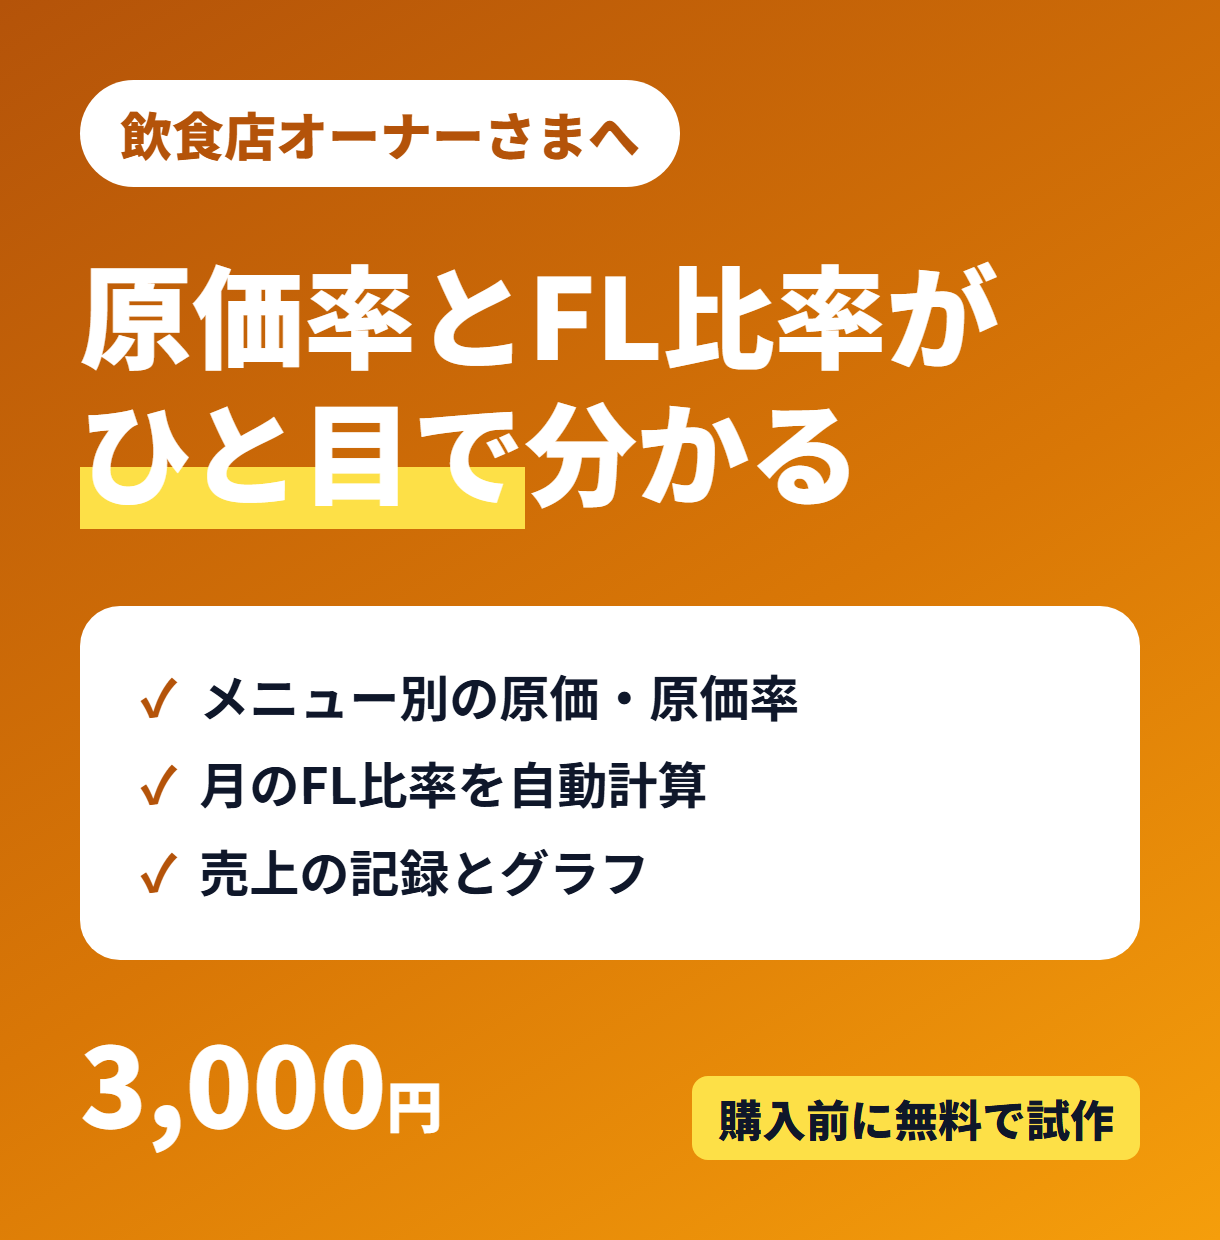 飲食店オーナーさまへ
原価率とFL比率が
ひと目で分かる
✓ メニュー別の原価・原価率
✓ 月のFL比率を自動計算
✓ 売上の記録とグラフ
3,000円
購入前に無料で試作